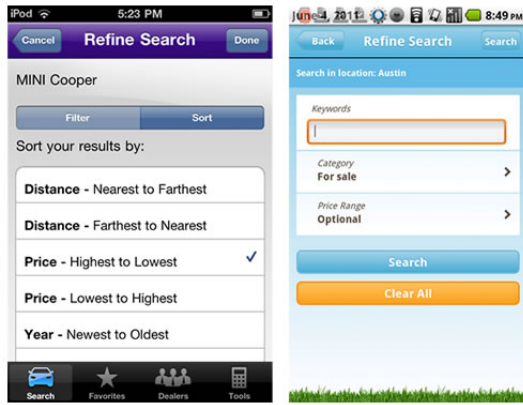 iPod 5:23 PM
Cancel Refine Search Done
MINI Cooper
Filter Sort
Sort your results by:
Distance - Nearest to Farthest
Distance - Farthest to Nearest
Price - Highest to Lowest
Price - Lowest to Highest
Year - Newest to Oldest
Search Favorites Dealers Tools
June 4, 2011 8:49 PM
Back Refine Search Search
Search in location: Austin
Keywords
Category
For sale
Price Range
Optional
Search
Clear All